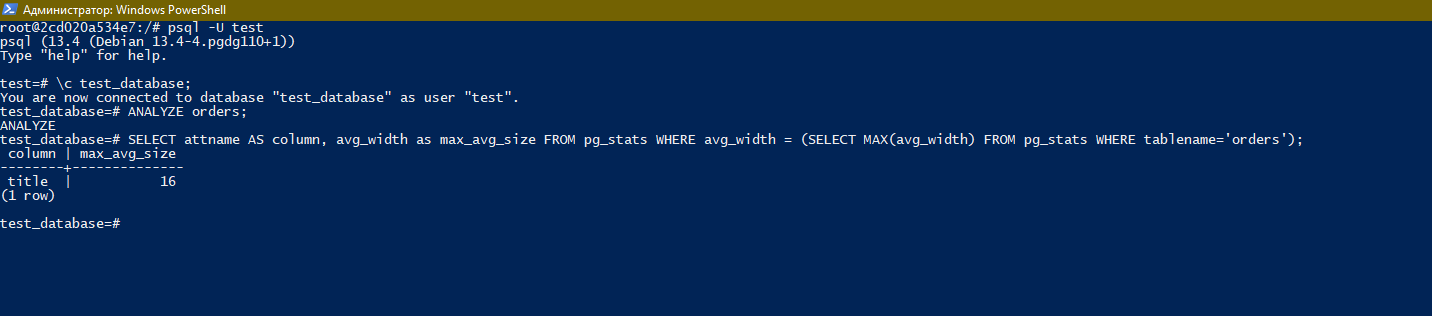 Администратор: Windows PowerShell
root@2cd020a534e7:/# psql -U test
psql (13.4 (Debian 13.4-4.pgdg110+1))
Type "help" for help.
test=# \c test_database;
You are now connected to database "test_database" as user "test".
test_database=# ANALYZE orders;
ANALYZE
test_database=# SELECT attname AS column, avg_width as max_avg_size FROM pg_stats WHERE avg_width = (SELECT MAX(avg_width) FROM pg_stats WHERE tablename='orders');
 column | max_avg_size
--------+--------------
 title  |           16
(1 row)
test_database=#